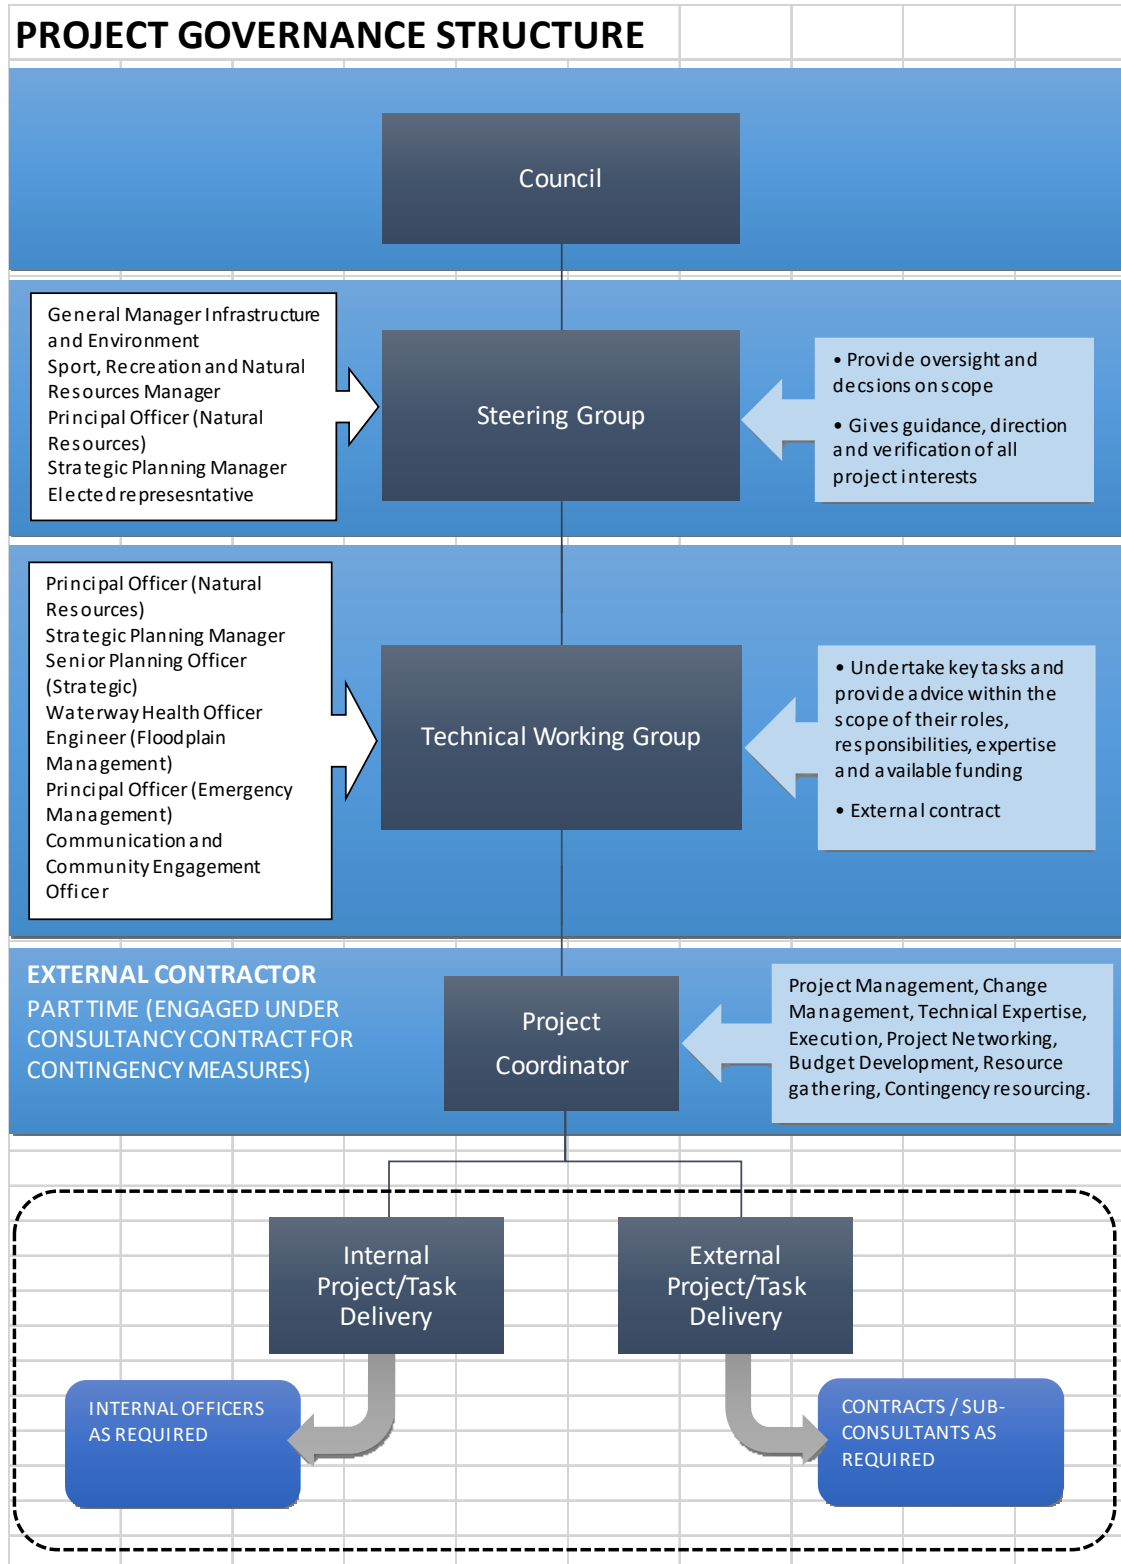 PROJECT GOVERNANCE STRUCTURE
Council
General Manager Infrastructure
and Environment
Sport, Recreation and Natural
Resources Manager
Principal Officer (Natural
Resources)
Strategic Planning Manager
Elected represesntative
Steering Group
• Provide oversight and
decsions on scope
• Gives guidance, direction
and verification of all
project interests
Principal Officer (Natural
Resources)
Strategic Planning Manager
Senior Planning Officer
(Strategic)
Waterway Health Officer
Engineer (Floodplain
Management)
Principal Officer (Emergency
Management)
Communication and
Community Engagement
Officer
Technical Working Group
• Undertake key tasks and
provide advice within the
scope of their roles,
responsibilities, expertise
and available funding
• External contract
EXTERNAL CONTRACTOR
PART TIME (ENGAGED UNDER
CONSULTANCY CONTRACT FOR
CONTINGENCY MEASURES)
Project
Coordinator
Project Management, Change
Management, Technical Expertise,
Execution, Project Networking,
Budget Development, Resource
gathering, Contingency resourcing.
Internal
Project/Task
Delivery
External
Project/Task
Delivery
INTERNAL OFFICERS
AS REQUIRED
CONTRACTS / SUB-
CONSULTANTS AS
REQUIRED